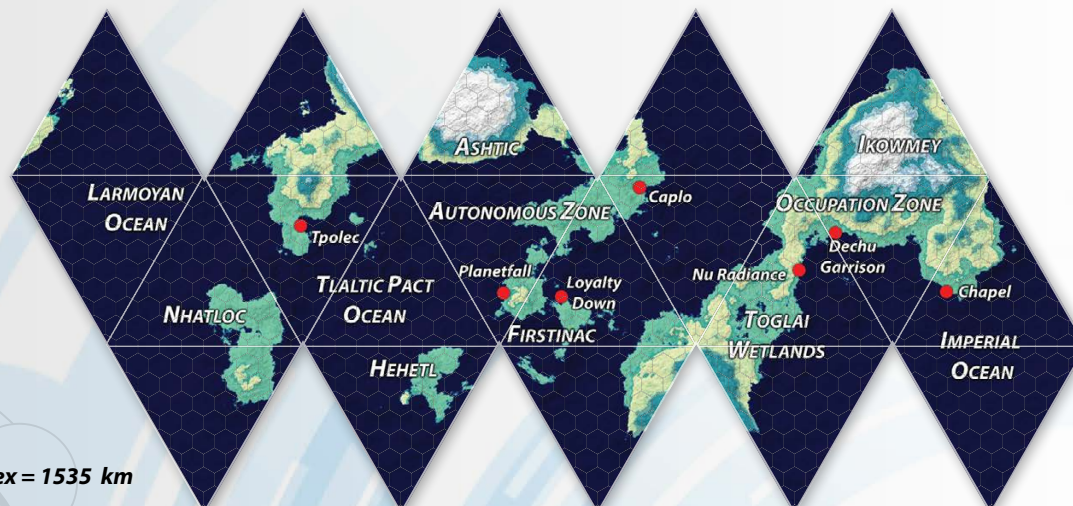 ASHTIC
IKOWMEY
LARMOYAN
OCEAN
Caplo
AUTONOMOUS ZONE
OCCUPATION ZONE
Tpolec
Dechu
Garrison
Planetfall
Nu Radiance
Loyalty
Down
TLALTIC PACT
OCEAN
Chapel
NHATLOC
TOGLAI
WETLANDS
FIRSTINAC
IMPERIAL
OCEAN
HEHETL
ex = 1535 km